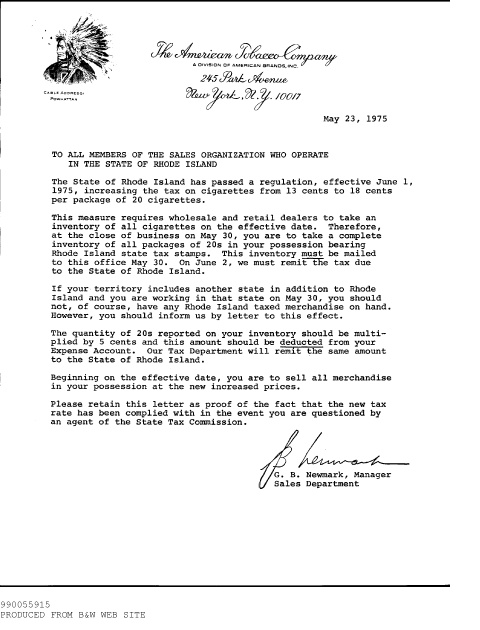 The American Tobacco Company
A DIVISION OF AMERICAN BRANDS, INC.
245 Park Avenue
New York, N.Y. 10017
CABLE ADDRESS:
POWHATTAN
May 23, 1975
TO ALL MEMBERS OF THE SALES ORGANIZATION WHO OPERATE
IN THE STATE OF RHODE ISLAND
The State of Rhode Island has passed a regulation, effective June 1,
1975, increasing the tax on cigarettes from 13 cents to 18 cents
per package of 20 cigarettes.
This measure requires wholesale and retail dealers to take an
inventory of all cigarettes on the effective date. Therefore,
at the close of business on May 30, you are to take a complete
inventory of all packages of 20s in your possession bearing
Rhode Island state tax stamps. This inventory must be mailed
to this office May 30. On June 2, we must remit the tax due
to the State of Rhode Island.
If your territory includes another state in addition to Rhode
Island and you are working in that state on May 30, you should
not, of course, have any Rhode Island taxed merchandise on hand.
However, you should inform us by letter to this effect.
The quantity of 20s reported on your inventory should be multi-
plied by 5 cents and this amount should be deducted from your
Expense Account. Our Tax Department will remit the same amount
to the State of Rhode Island.
Beginning on the effective date, you are to sell all merchandise
in your possession at the new increased prices.
Please retain this letter as proof of the fact that the new tax
rate has been complied with in the event you are questioned by
an agent of the State Tax Commission.
G. B. Newmark, Manager
Sales Department
990055915
PRODUCED FROM B&W WEB SITE